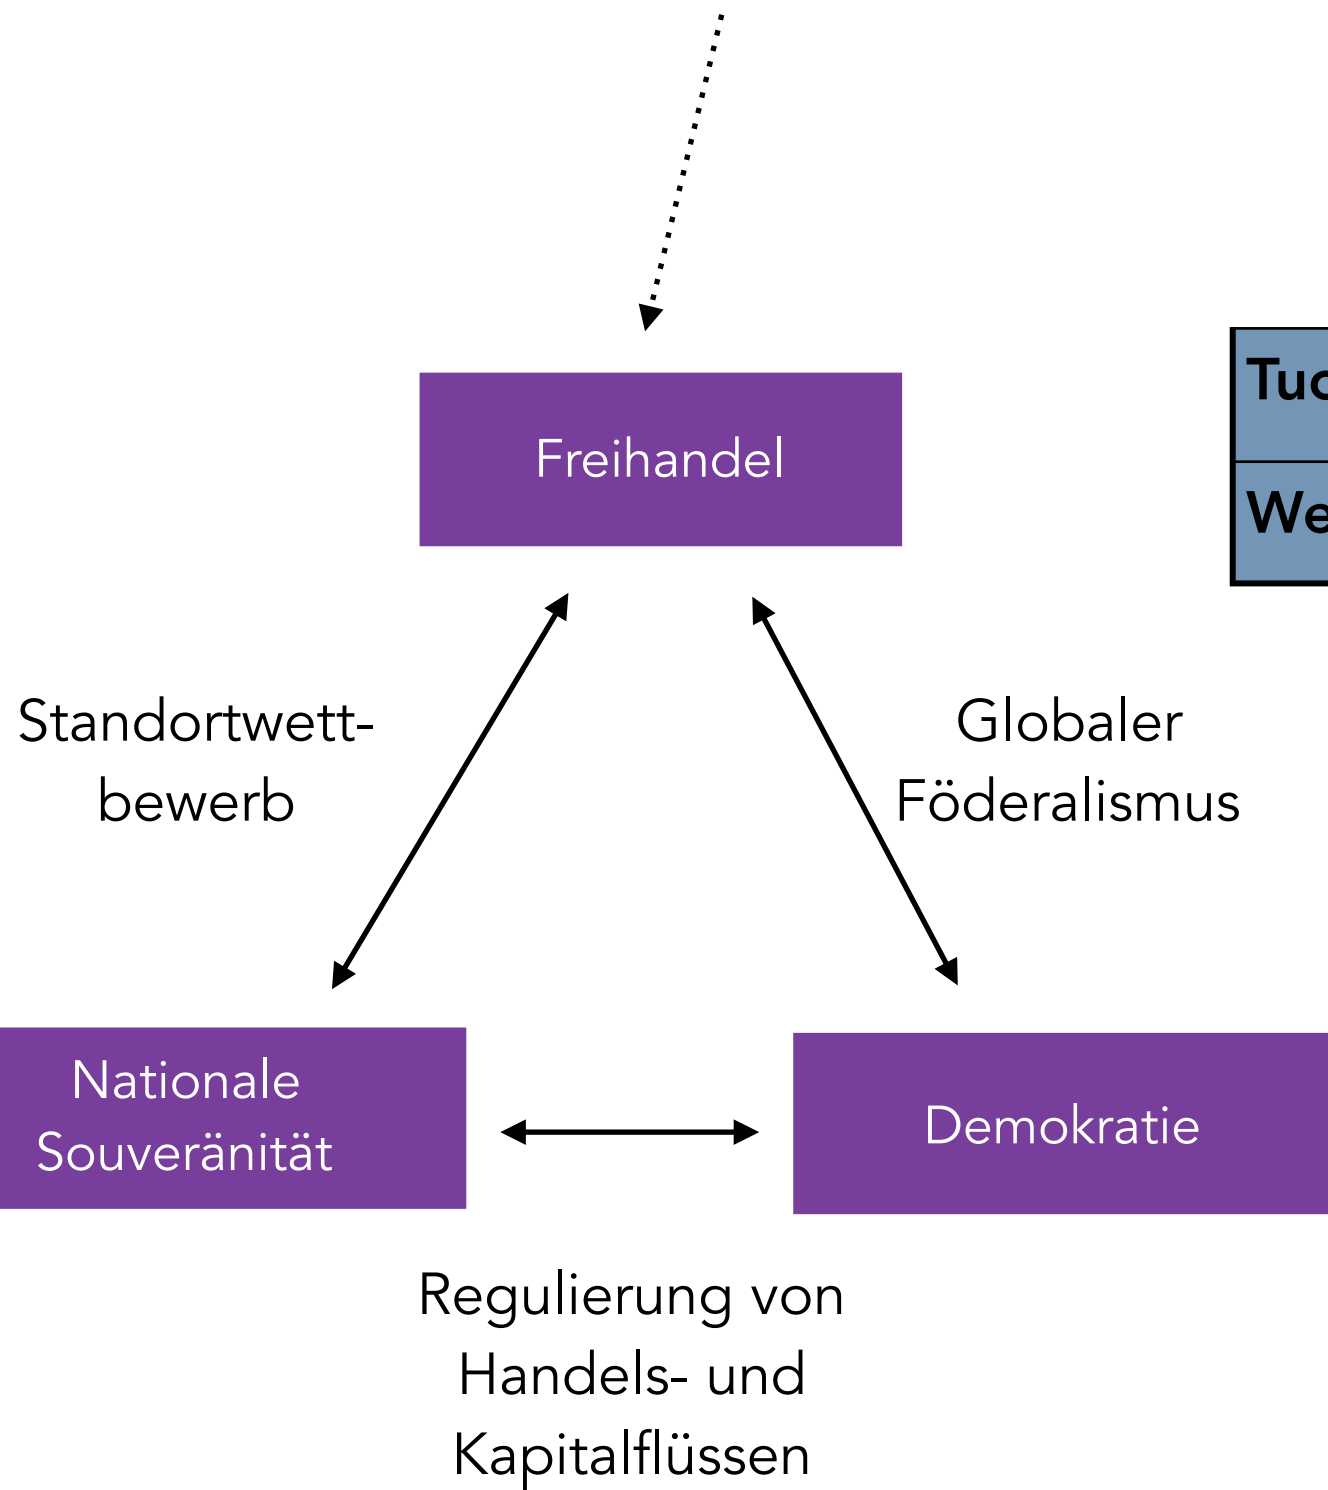 Freihandel
Standortwett-
bewerb
Globaler
Föderalismus
Nationale
Souveränität
Demokratie
Regulierung von
Handels- und
Kapitalflüssen